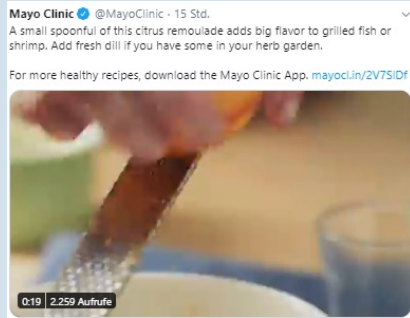 Mayo Clinic @MayoClinic · 15 Std.
A small spoonful of this citrus remoulade adds big flavor to grilled fish or
shrimp. Add fresh dill if you have some in your herb garden.
For more healthy recipes, download the Mayo Clinic App. mayocl.in/2V7SlDf
0:19 2.259 Aufrufe